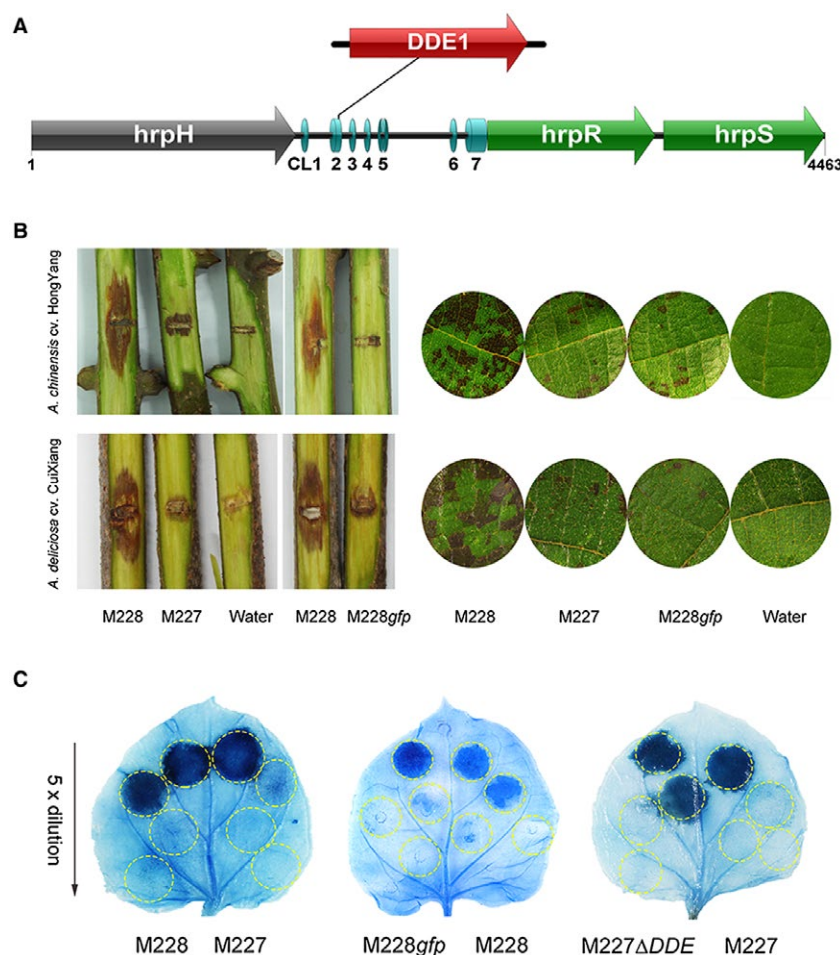 A
DDE1
hrpH
hrpR
hrpS
1
CL1 2 3 4 5 6 7
4463
B
A. chinensis cv. HongYang
A. deliciosa cv. CuiXiang
M228 M227 Water M228 M228gfp M228 M227 M228gfp Water
C
5 x dilution
M228 M227 M228gfp M228 M227ΔDDE M227